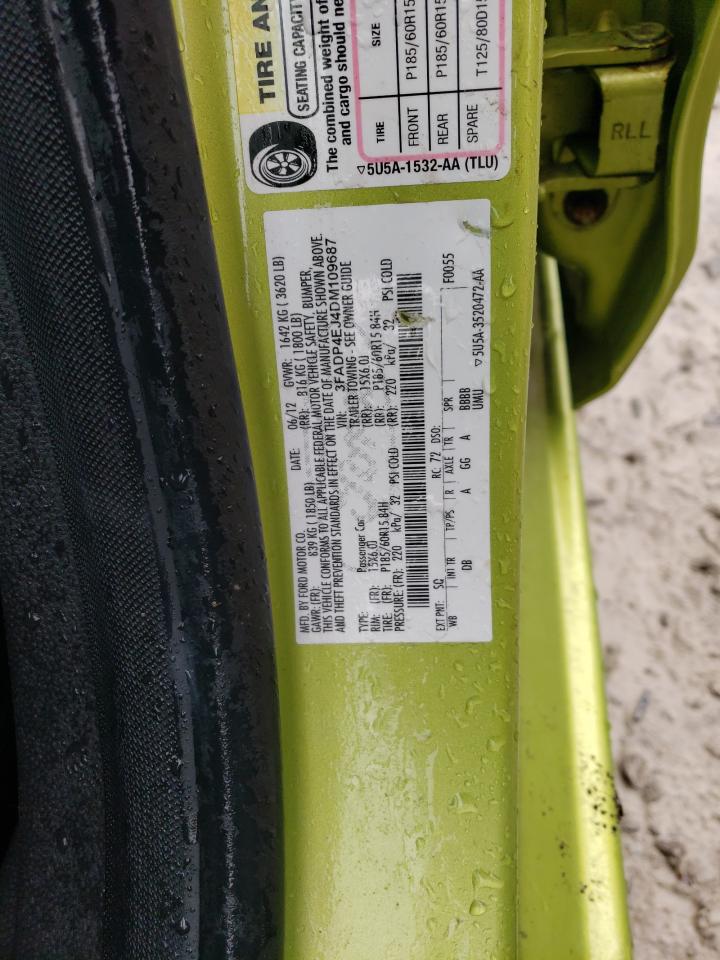 TIRE AN
SEATING CAPACITY
The combined weight of
and cargo should ne
TIRE SIZE
FRONT P185/60R15
REAR P185/60R15
SPARE T125/80D15
5U5A-1532-AA (TLU)
RLL
MFD. BY FORD MOTOR CO. DATE: 06/12 GVWR: 1642 KG ( 3620 LB)
GAWR: (FR): 839 KG ( 1850 LB) (RR): 816 KG ( 1800 LB)
THIS VEHICLE CONFORMS TO ALL APPLICABLE FEDERAL MOTOR VEHICLE SAFETY, BUMPER,
AND THEFT PREVENTION STANDARDS IN EFFECT ON THE DATE OF MANUFACTURE SHOWN ABOVE.
VIN: 3FADP4EJ4DM109687
TYPE: Passenger Car TRAILER TOWING - SEE OWNER GUIDE
RIM: (FR): 15X6.0J (RR): 15X6.0J
TIRE: (FR): P185/60R15 84H (RR): P185/60R15 84H
PRESSURE: (FR): 220 kPa/ 32 PSI COLD (RR): 220 kPa/ 32 PSI COLD
EXT PNT: SQ RC: 72 DSO: F0055
WB INT TR TP/PS R AXLE TR SPR
DB A GG A BBBB
UMU
5U5A-3520472-AA